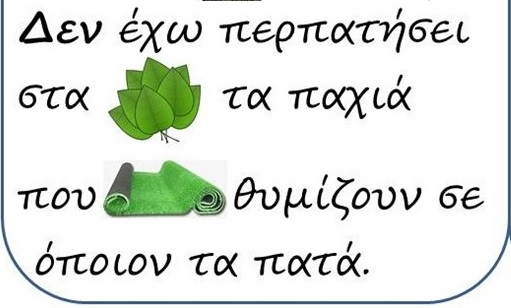 Δεν έχω περπατήσει
στα τα παχιά
που θυμίζουν σε
όποιον τα πατά.